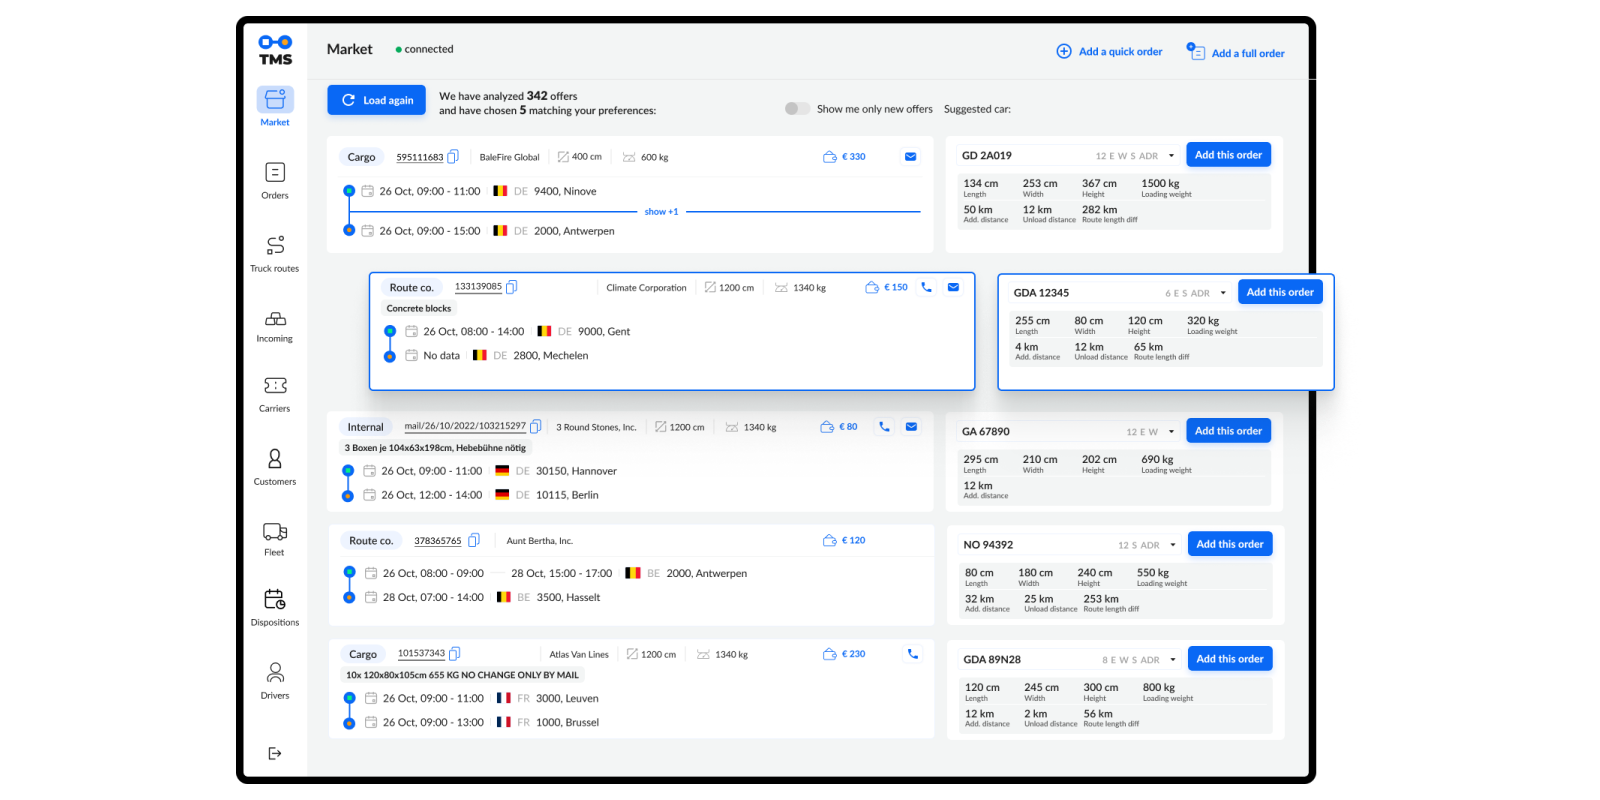 TMS
Market
Orders
Truck routes
Incoming
Carriers
Customers
Fleet
Dispositions
Drivers
Market connected
Add a quick order
Add a full order
Load again
We have analyzed 342 offers
and have chosen 5 matching your preferences:
Show me only new offers
Suggested car:
Cargo 595111683 BaleFire Global 400 cm 600 kg € 330
26 Oct, 09:00 - 11:00 DE 9400, Ninove
show +1
26 Oct, 09:00 - 15:00 DE 2000, Antwerpen
GD 2A019 12 E W S ADR Add this order
134 cm 253 cm 367 cm 1500 kg
Length Width Height Loading weight
50 km 12 km 282 km
Add. distance Unload distance Route length diff
Route co. 133139085 Climate Corporation 1200 cm 1340 kg € 150
Concrete blocks
26 Oct, 08:00 - 14:00 DE 9000, Gent
No data DE 2800, Mechelen
GDA 12345 6 E S ADR Add this order
255 cm 80 cm 120 cm 320 kg
Length Width Height Loading weight
4 km 12 km 65 km
Add. distance Unload distance Route length diff
Internal mail/26/10/2022/103215297 3 Round Stones, Inc. 1200 cm 1340 kg € 80
3 Boxen je 104x63x198cm, Hebebühne nötig
26 Oct, 09:00 - 11:00 DE 30150, Hannover
26 Oct, 12:00 - 14:00 DE 10115, Berlin
GA 67890 12 E W Add this order
295 cm 210 cm 202 cm 690 kg
Length Width Height Loading weight
12 km
Add. distance
Route co. 378365765 Aunt Bertha, Inc. € 120
26 Oct, 08:00 - 09:00 28 Oct, 15:00 - 17:00 BE 2000, Antwerpen
28 Oct, 07:00 - 14:00 BE 3500, Hasselt
NO 94392 12 S ADR Add this order
80 cm 180 cm 240 cm 550 kg
Length Width Height Loading weight
32 km 25 km 253 km
Add. distance Unload distance Route length diff
Cargo 101537343 Atlas Van Lines 1200 cm 1340 kg € 230
10x 120x80x105cm 655 KG NO CHANGE ONLY BY MAIL
26 Oct, 09:00 - 11:00 FR 3000, Leuven
26 Oct, 09:00 - 13:00 FR 1000, Brussel
GDA 89N28 8 E W S ADR Add this order
120 cm 245 cm 300 cm 800 kg
Length Width Height Loading weight
12 km 2 km 56 km
Add. distance Unload distance Route length diff